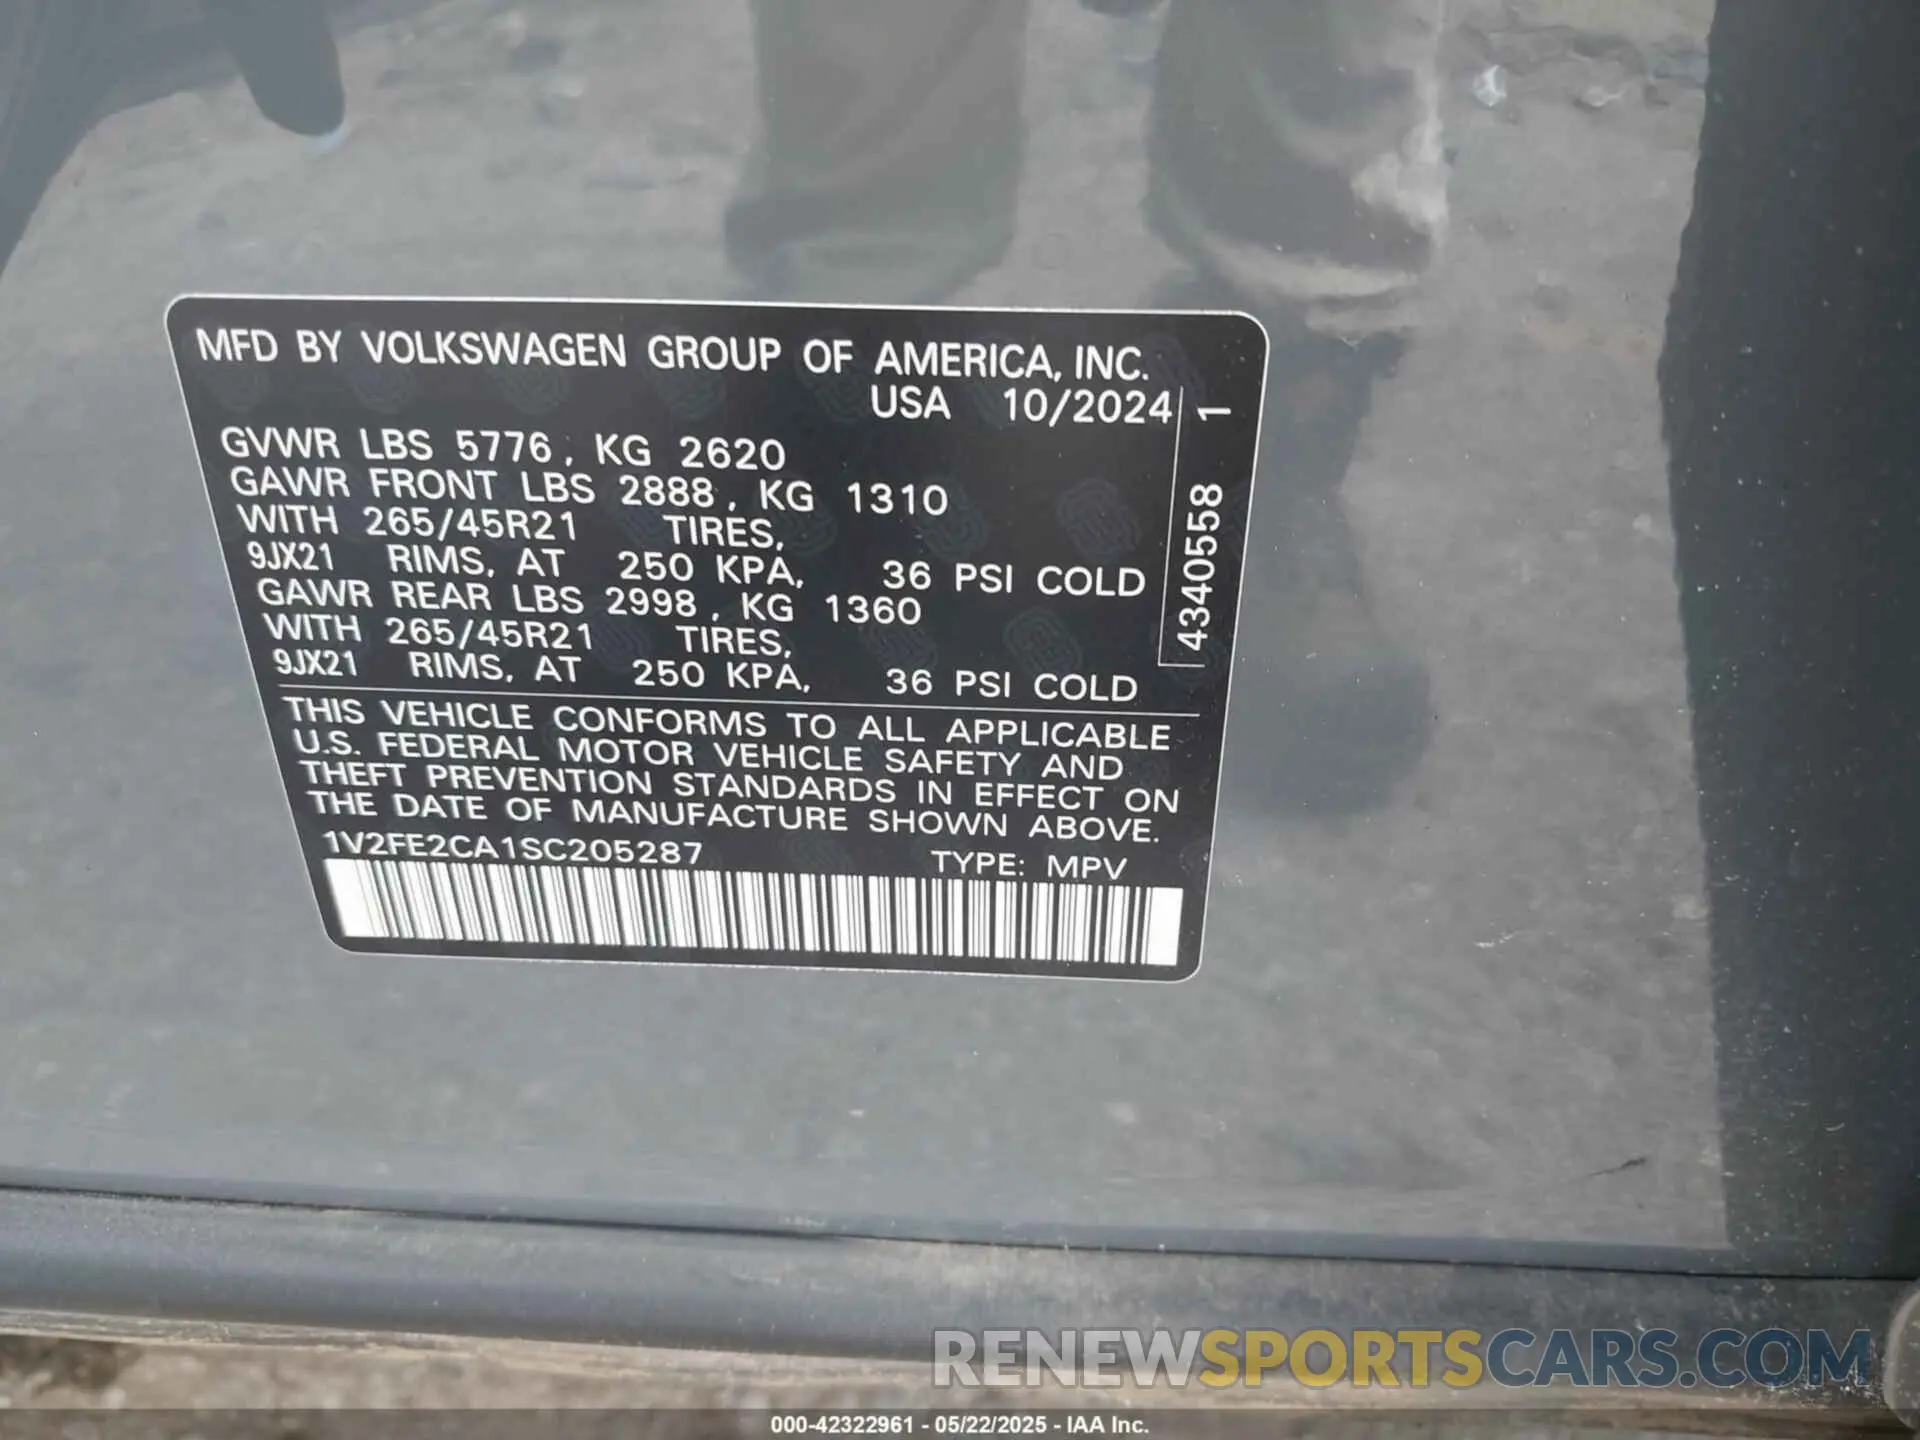 MFD BY VOLKSWAGEN GROUP OF AMERICA, INC.
USA 10/2024
GVWR LBS 5776, KG 2620
GAWR FRONT LBS 2888, KG 1310
WITH 265/45R21 TIRES,
9JX21 RIMS, AT 250 KPA, 36 PSI COLD
GAWR REAR LBS 2998, KG 1360
WITH 265/45R21 TIRES,
9JX21 RIMS, AT 250 KPA, 36 PSI COLD
4340558 1
THIS VEHICLE CONFORMS TO ALL APPLICABLE
U.S. FEDERAL MOTOR VEHICLE SAFETY AND
THEFT PREVENTION STANDARDS IN EFFECT ON
THE DATE OF MANUFACTURE SHOWN ABOVE.
1V2FE2CA1SC205287 TYPE: MPV
RENEWSPORTSCARS.COM
000-42322961 - 05/22/2025 - IAA Inc.